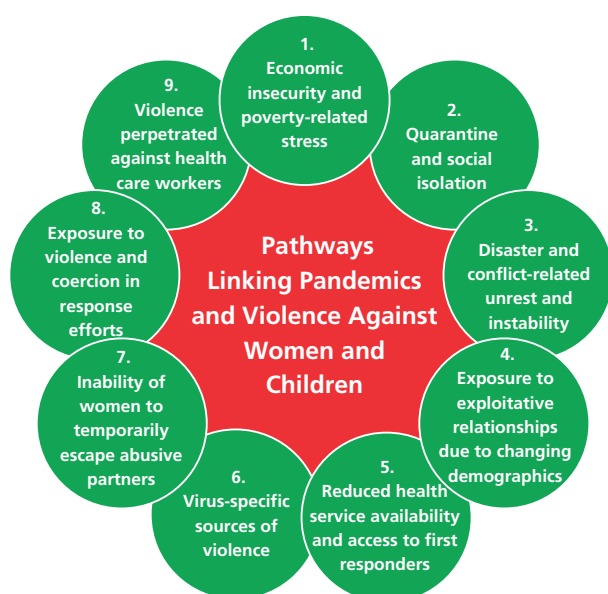 Pathways
Linking Pandemics
and Violence Against
Women and
Children
1.
Economic
insecurity and
poverty-related
stress
2.
Quarantine
and social
isolation
3.
Disaster and
conflict-related
unrest and
instability
4.
Exposure to
exploitative
relationships
due to changing
demographics
5.
Reduced health
service availability
and access to first
responders
6.
Virus-specific
sources of
violence
7.
Inability of
women to
temporarily
escape abusive
partners
8.
Exposure to
violence and
coercion in
response
efforts
9.
Violence
perpetrated
against health
care workers